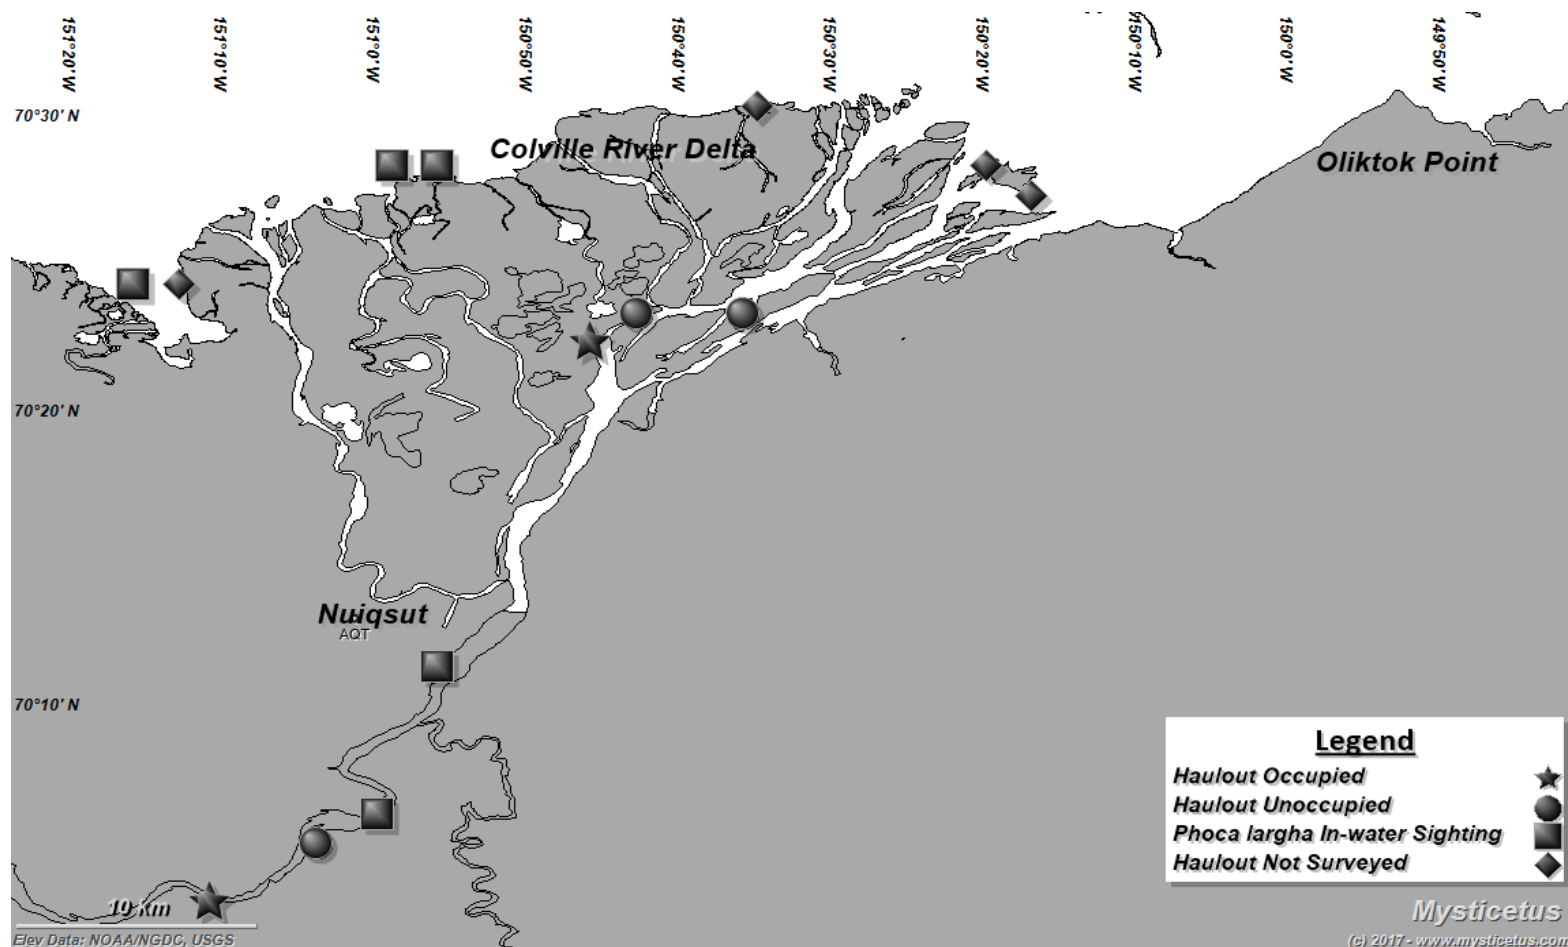 151°20' W
151°10' W
151°0' W
150°50' W
150°40' W
150°30' W
150°20' W
150°10' W
150°0' W
149°50' W
70°30' N
Colville River Delta
Oliktok Point
70°20' N
Nuiqsut
AQT
70°10' N
Legend
Haulout Occupied
Haulout Unoccupied
Phoca largha In-water Sighting
Haulout Not Surveyed
10 km
Mysticetus
Elev Data: NOAA/NGDC, USGS
(c) 2017 - www.mysticetus.com